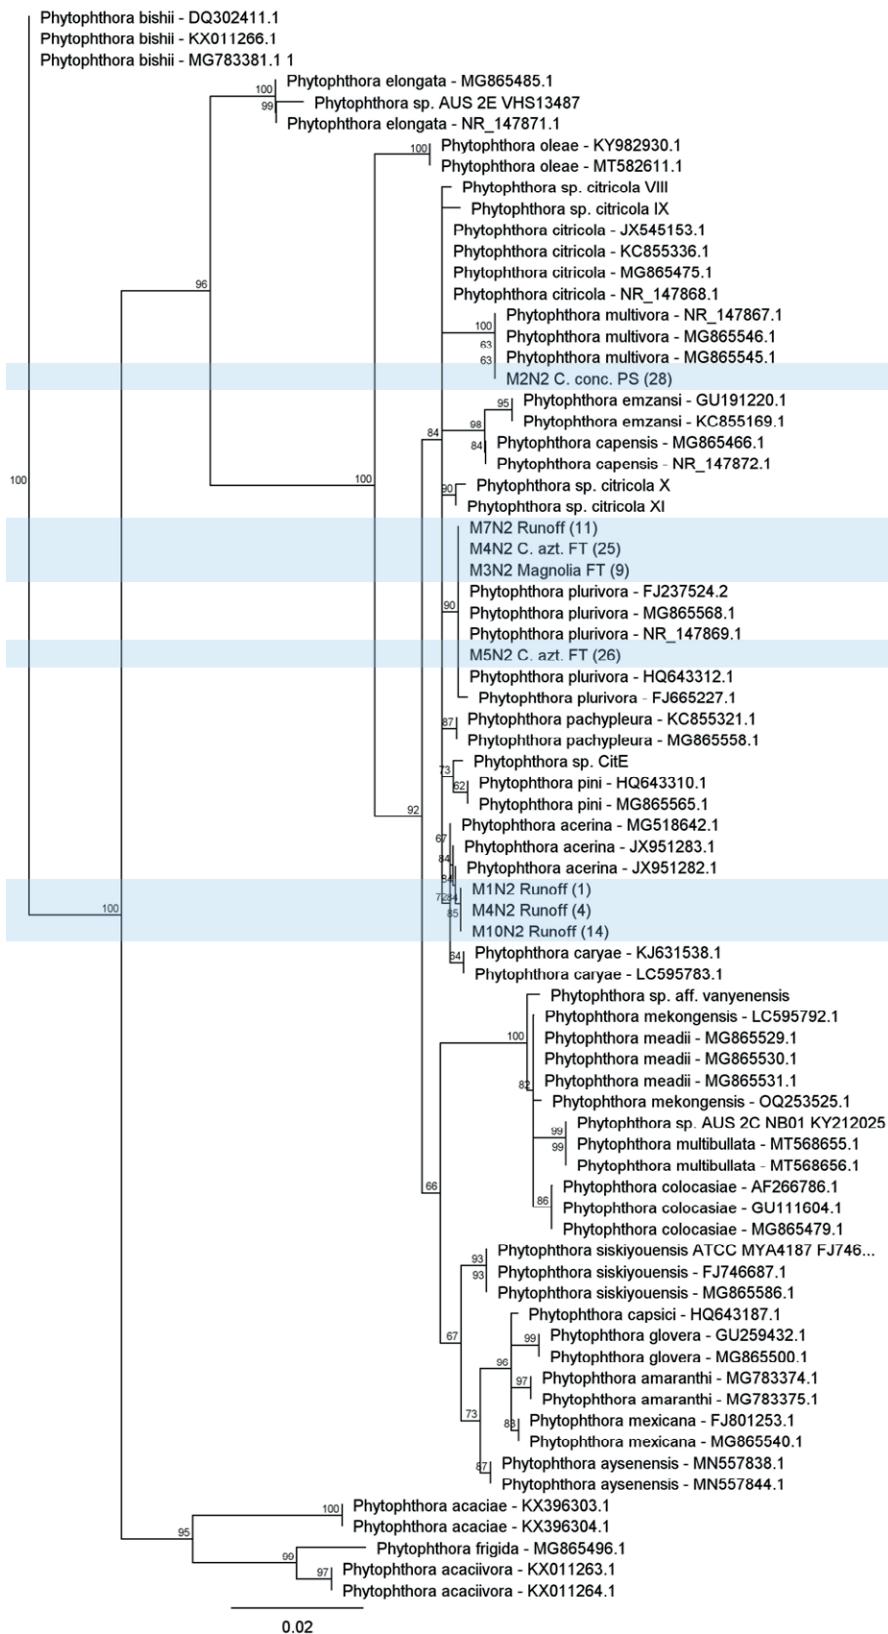 Phytophthora bishii - DQ302411.1
Phytophthora bishii - KX011266.1
Phytophthora bishii - MG783381.1 1
Phytophthora elongata - MG865485.1
100
Phytophthora sp. AUS 2E VHS13487
99
Phytophthora elongata - NR_147871.1
Phytophthora oleae - KY982930.1
100
Phytophthora oleae - MT582611.1
Phytophthora sp. citricola VIII
Phytophthora sp. citricola IX
Phytophthora citricola - JX545153.1
Phytophthora citricola - KC855336.1
Phytophthora citricola - MG865475.1
96
Phytophthora citricola - NR_147868.1
Phytophthora multivora - NR_147867.1
100
Phytophthora multivora - MG865546.1
63
Phytophthora multivora - MG865545.1
63
M2N2 C. conc. PS (28)
Phytophthora emzansi - GU191220.1
95
Phytophthora emzansi - KC855169.1
98
84
Phytophthora capensis - MG865466.1
84
Phytophthora capensis - NR_147872.1
100
100
Phytophthora sp. citricola X
90
Phytophthora sp. citricola XI
M7N2 Runoff (11)
M4N2 C. azt. FT (25)
M3N2 Magnolia FT (9)
Phytophthora plurivora - FJ237524.2
90
Phytophthora plurivora - MG865568.1
Phytophthora plurivora - NR_147869.1
M5N2 C. azt. FT (26)
Phytophthora plurivora - HQ643312.1
Phytophthora plurivora - FJ665227.1
Phytophthora pachypleura - KC855321.1
87
Phytophthora pachypleura - MG865558.1
Phytophthora sp. CitE
73
Phytophthora pini - HQ643310.1
62
Phytophthora pini - MG865565.1
92
Phytophthora acerina - MG518642.1
67
Phytophthora acerina - JX951283.1
84
Phytophthora acerina - JX951282.1
84
M1N2 Runoff (1)
72
84
M4N2 Runoff (4)
85
100
M10N2 Runoff (14)
Phytophthora caryae - KJ631538.1
64
Phytophthora caryae - LC595783.1
Phytophthora sp. aff. vanyenensis
Phytophthora mekongensis - LC595792.1
100
Phytophthora meadii - MG865529.1
Phytophthora meadii - MG865530.1
Phytophthora meadii - MG865531.1
82
Phytophthora mekongensis - OQ253525.1
Phytophthora sp. AUS 2C NB01 KY212025
99
Phytophthora multibullata - MT568655.1
99
Phytophthora multibullata - MT568656.1
66
Phytophthora colocasiae - AF266786.1
86
Phytophthora colocasiae - GU111604.1
Phytophthora colocasiae - MG865479.1
Phytophthora siskiyouensis ATCC MYA4187 FJ746...
93
Phytophthora siskiyouensis - FJ746687.1
93
Phytophthora siskiyouensis - MG865586.1
Phytophthora capsici - HQ643187.1
67
Phytophthora glovera - GU259432.1
99
Phytophthora glovera - MG865500.1
96
Phytophthora amaranthi - MG783374.1
97
Phytophthora amaranthi - MG783375.1
73
Phytophthora mexicana - FJ801253.1
83
Phytophthora mexicana - MG865540.1
Phytophthora aysenensis - MN557838.1
87
Phytophthora aysenensis - MN557844.1
Phytophthora acaciae - KX396303.1
100
Phytophthora acaciae - KX396304.1
95
Phytophthora frigida - MG865496.1
99
Phytophthora acaciivora - KX011263.1
97
Phytophthora acaciivora - KX011264.1
0.02